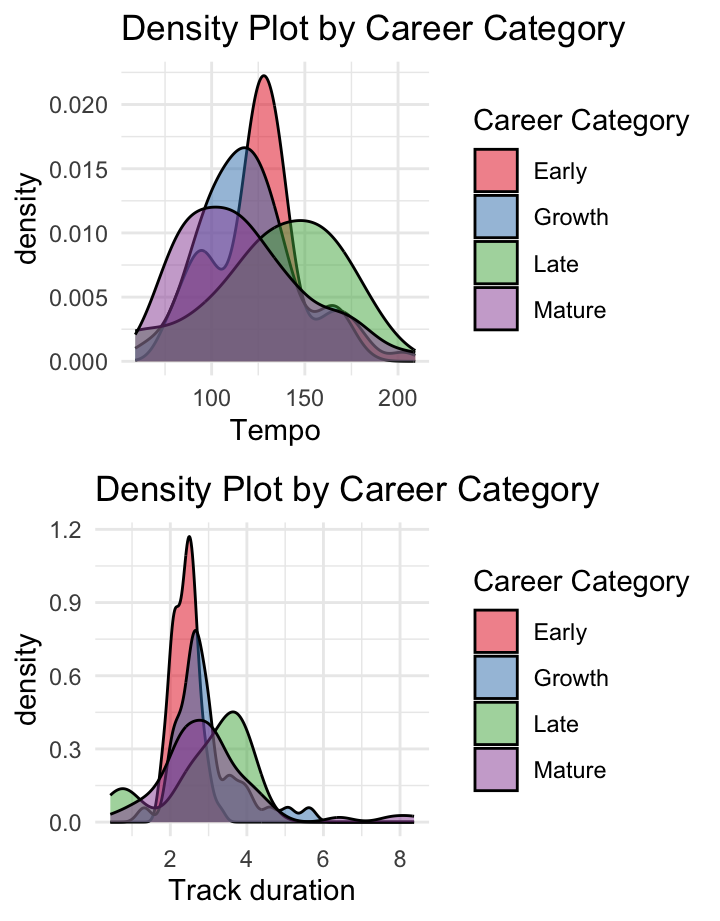 Density Plot by Career Category
density
0.020
0.015
0.010
0.005
0.000
100 150 200
Tempo
Career Category
Early
Growth
Late
Mature
Density Plot by Career Category
density
1.2
0.9
0.6
0.3
0.0
2 4 6 8
Track duration
Career Category
Early
Growth
Late
Mature